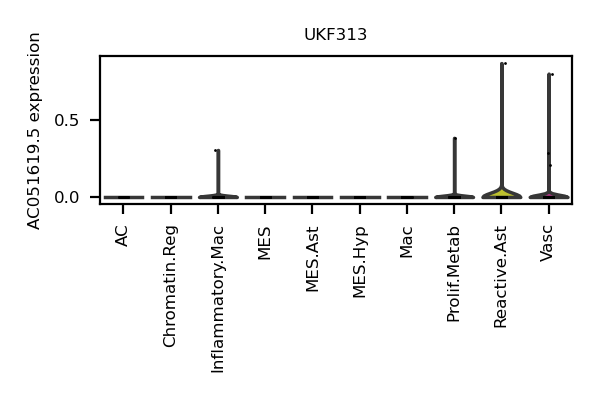 UKF313
AC051619.5 expression
0.5
0.0
AC
Chromatin.Reg
Inflammatory.Mac
MES
MES.Ast
MES.Hyp
Mac
Prolif.Metab
Reactive.Ast
Vasc